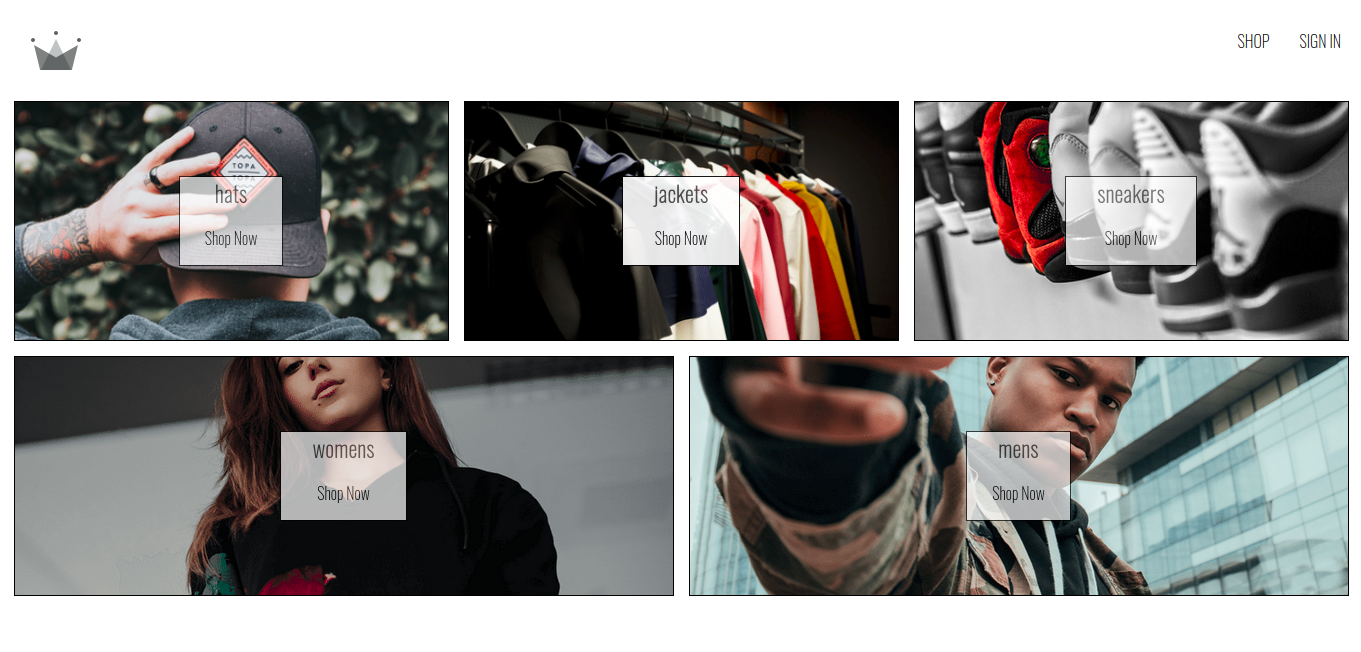 SHOP SIGN IN
TOPA
TOPA
hats
Shop Now
jackets
Shop Now
sneakers
Shop Now
womens
Shop Now
mens
Shop Now